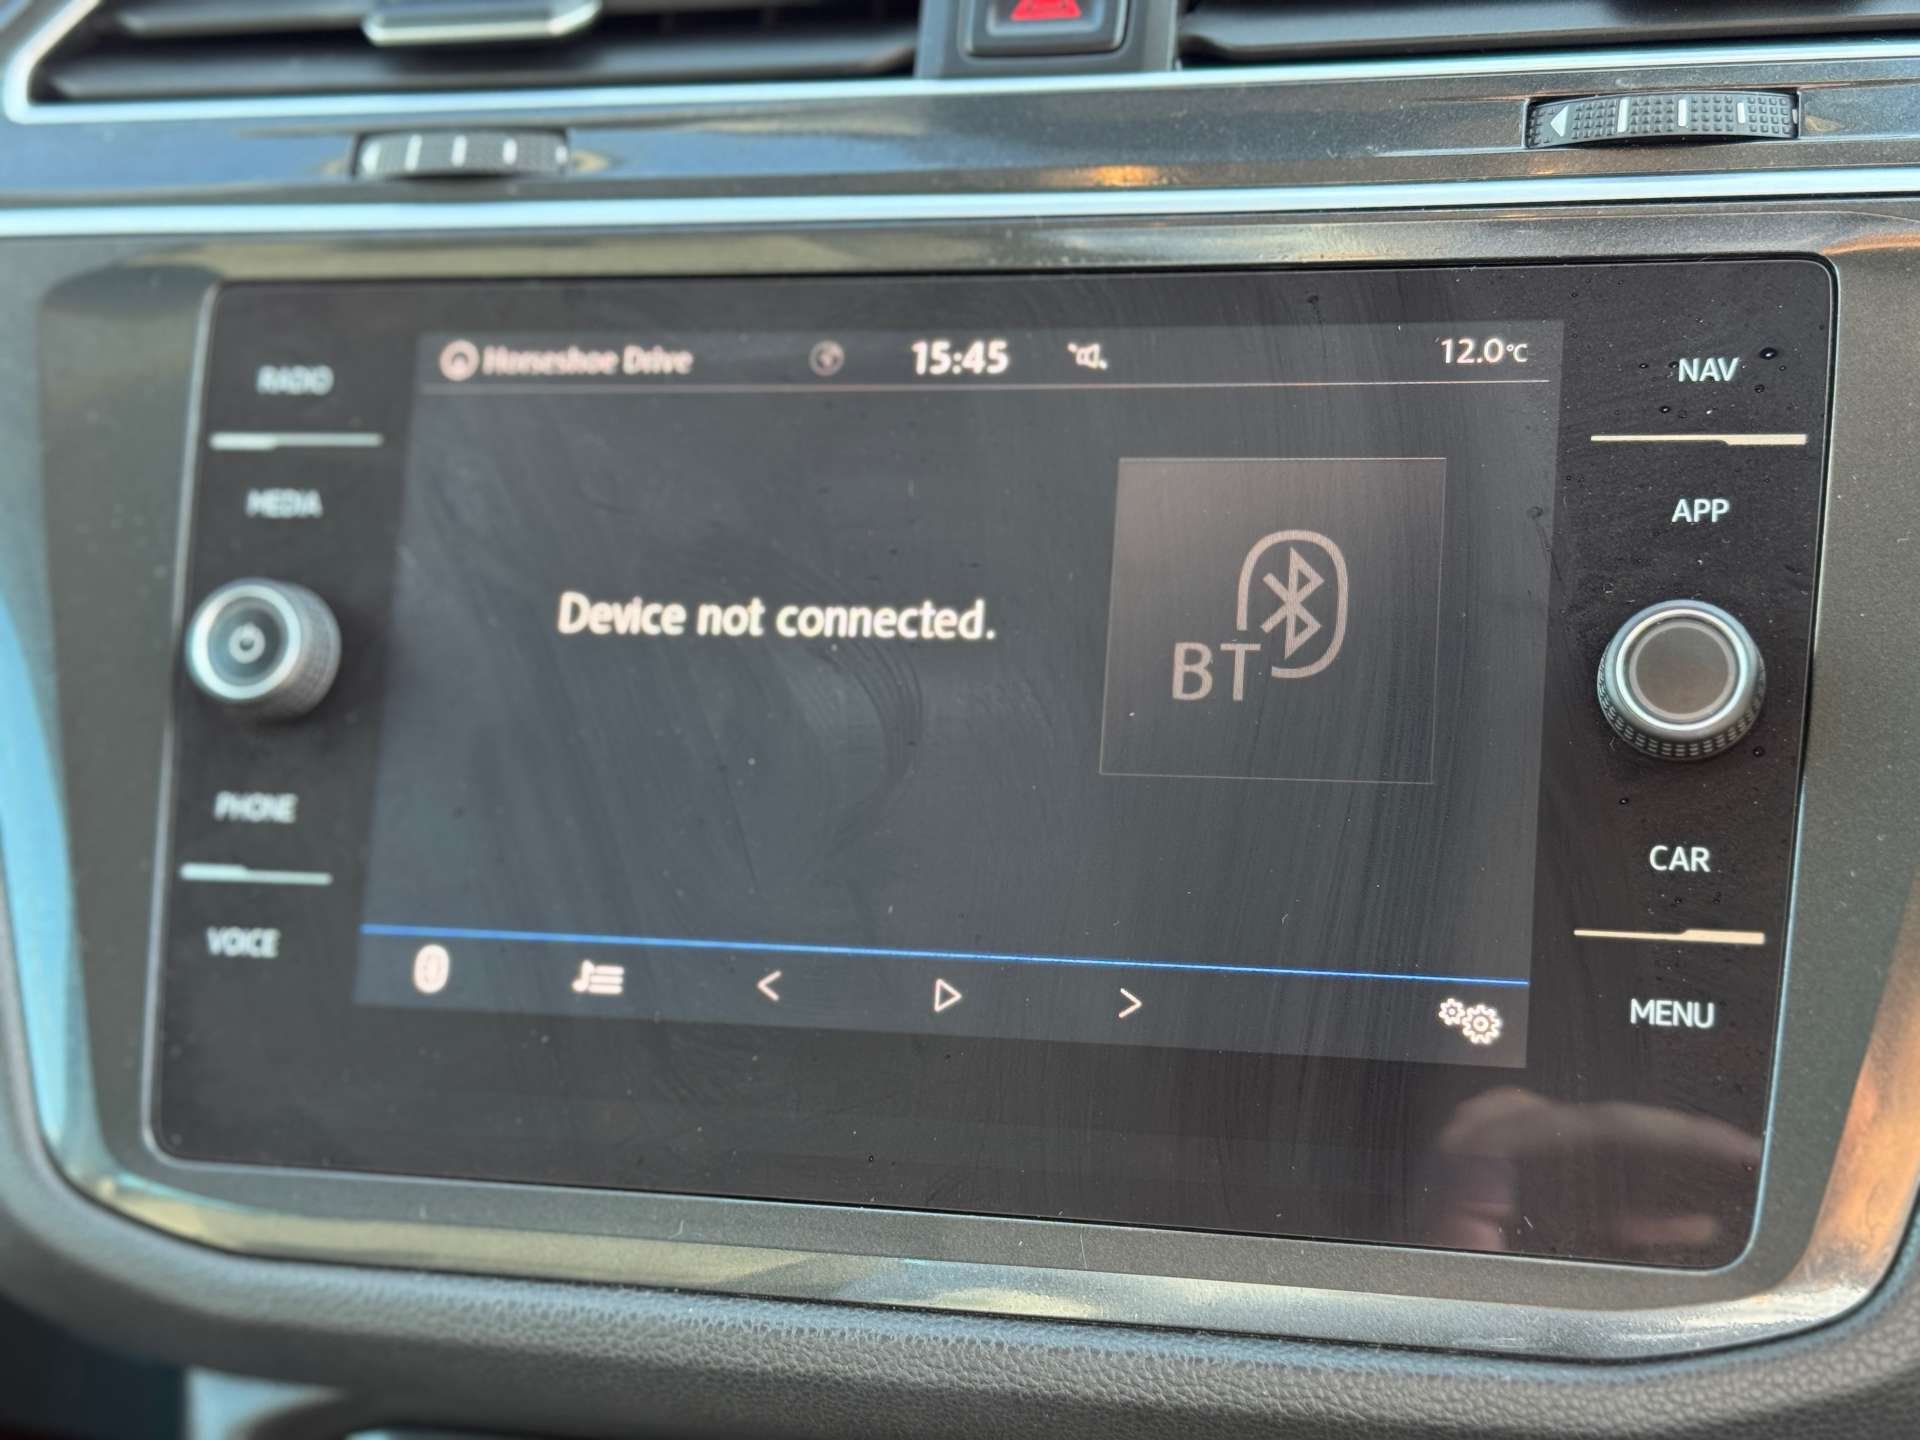 Horseshoe Drive 15:45 12.0°C
RADIO
MEDIA
PHONE
VOICE
Device not connected.
BT
NAV
APP
CAR
MENU